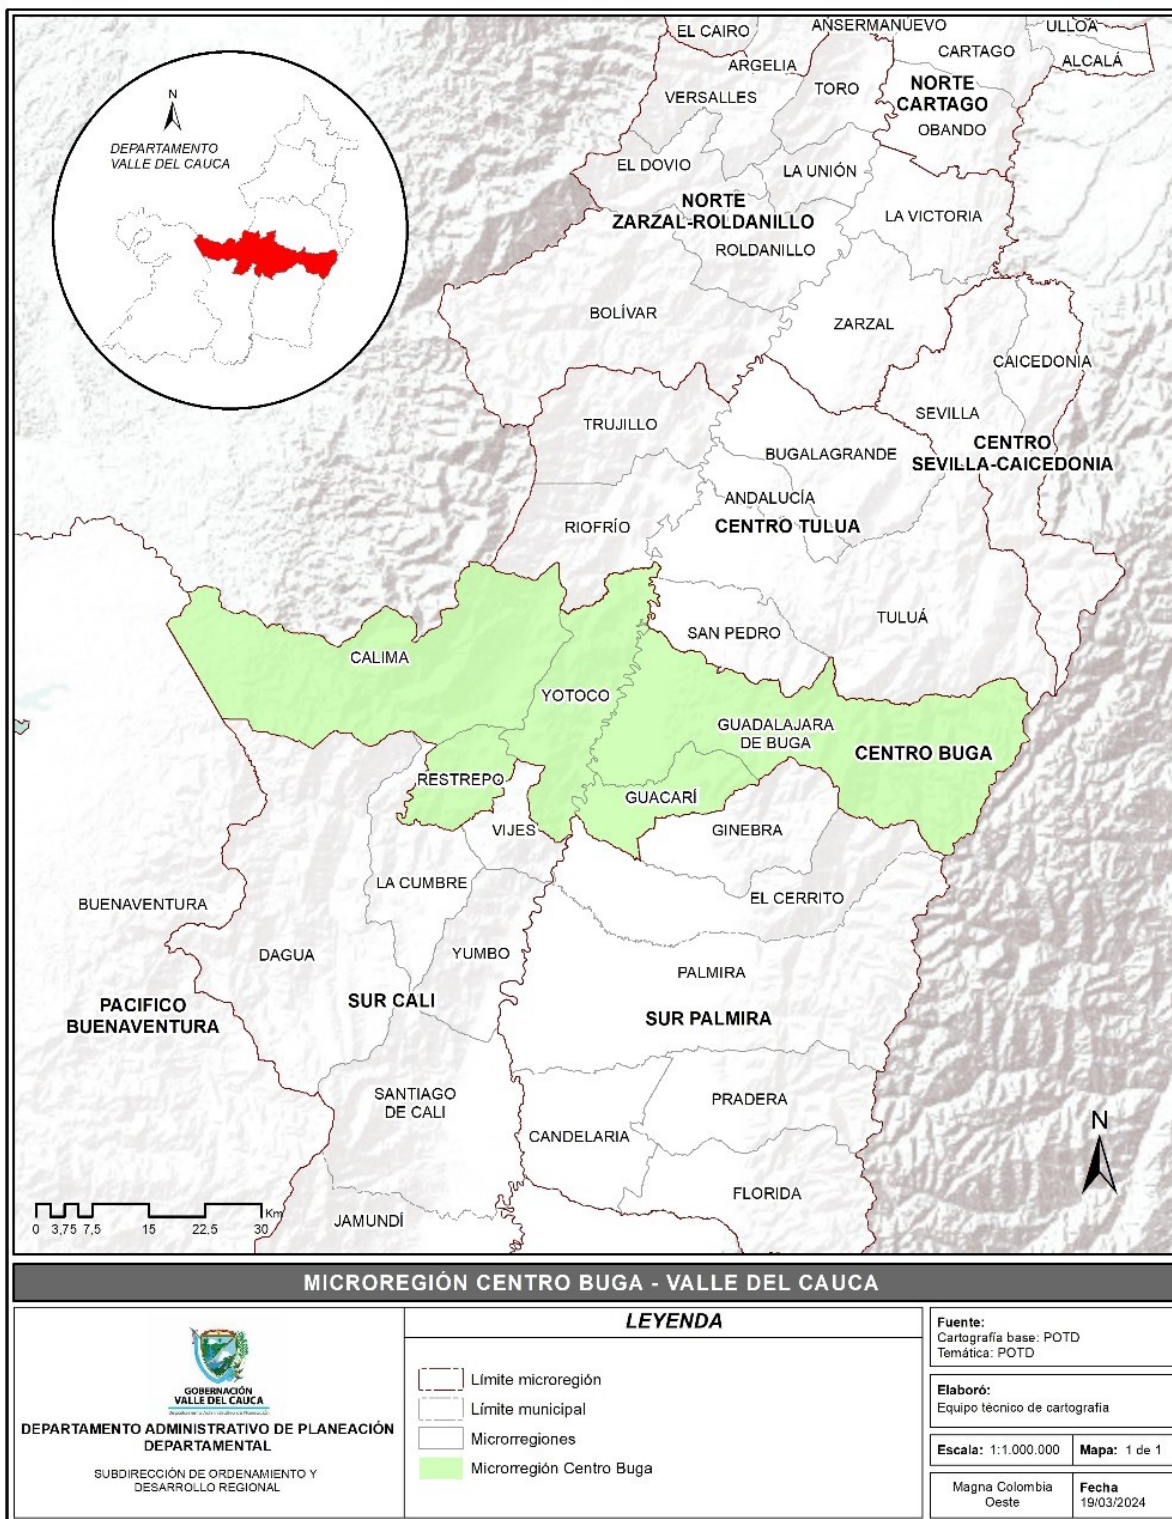 EL CAIRO
ANSERMANUEVO
ULLOA
CARTAGO
ALCALÁ
ARGELIA
VERSALLES
TORO
NORTE
CARTAGO
OBANDO
N
DEPARTAMENTO
VALLE DEL CAUCA
EL DOVIO
LA UNIÓN
NORTE
ZARZAL-ROLDANILLO
LA VICTORIA
ROLDANILLO
BOLÍVAR
ZARZAL
CAICEDONIA
TRUJILLO
SEVILLA
CENTRO
SEVILLA-CAICEDONIA
BUGALAGRANDE
ANDALUCÍA
RIOFRÍO
CENTRO TULUA
TULUÁ
SAN PEDRO
CALIMA
YOTOCO
GUADALAJARA
DE BUGA
CENTRO BUGA
RESTREPO
GUACARÍ
VIJES
GINEBRA
LA CUMBRE
EL CERRITO
BUENAVENTURA
DAGUA
YUMBO
PALMIRA
PACIFICO
BUENAVENTURA
SUR CALI
SUR PALMIRA
SANTIAGO
DE CALI
PRADERA
CANDELARIA
N
FLORIDA
JAMUNDÍ
Km
0 3,75 7,5 15 22,5 30
MICROREGIÓN CENTRO BUGA - VALLE DEL CAUCA
GOBERNACIÓN
VALLE DEL CAUCA
Departamento Administrativo de Planeación
DEPARTAMENTO ADMINISTRATIVO DE PLANEACIÓN
DEPARTAMENTAL
SUBDIRECCIÓN DE ORDENAMIENTO Y
DESARROLLO REGIONAL
LEYENDA
Límite microregión
Límite municipal
Microrregiones
Microrregión Centro Buga
Fuente:
Cartografía base: POTD
Temática: POTD
Elaboró:
Equipo técnico de cartografia
Escala: 1:1.000.000
Mapa: 1 de 1
Magna Colombia
Oeste
Fecha
19/03/2024